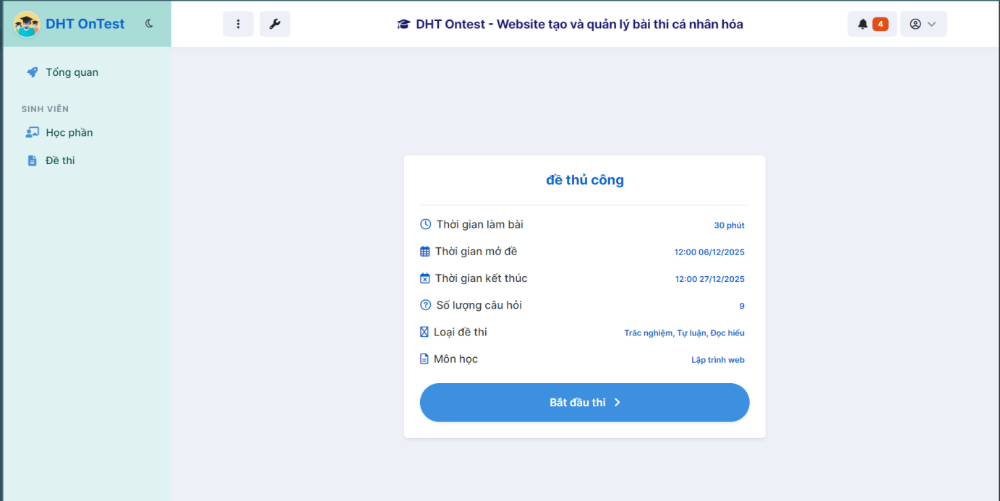 DHT OnTest
DHT Ontest - Website tạo và quản lý bài thi cá nhân hóa
4
Tổng quan
SINH VIÊN
Học phần
Đề thi
đề thủ công
Thời gian làm bài 30 phút
Thời gian mở đề 12:00 06/12/2025
Thời gian kết thúc 12:00 27/12/2025
Số lượng câu hỏi 9
Loại đề thi Trắc nghiệm, Tự luận, Đọc hiểu
Môn học Lập trình web
Bắt đầu thi